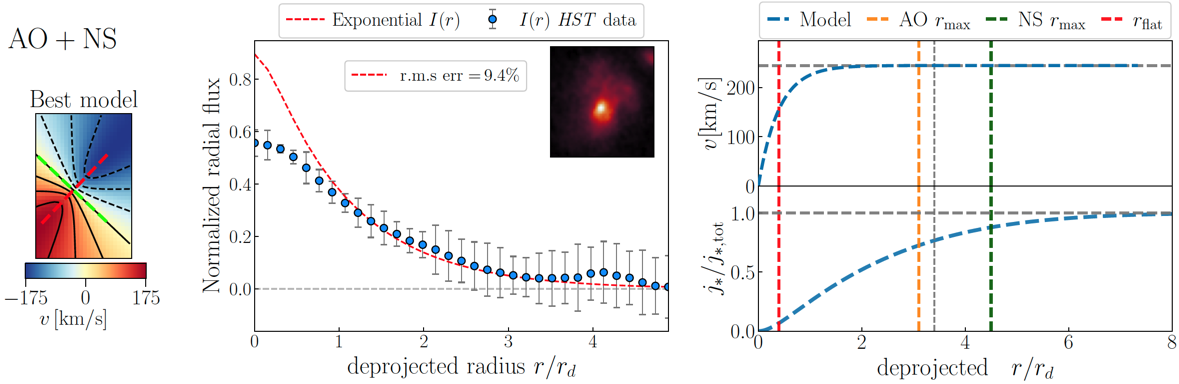 AO + NS
Best model
−175 0 175
v [km/s]
Exponential I(r) I(r) HST data
r.m.s err = 9.4%
Normalized radial flux
0.8
0.6
0.4
0.2
0.0
0 1 2 3 4
deprojected radius r/r_d
Model AO r_max NS r_max r_flat
v[km/s]
200
100
0
j_*/j_*,tot
1.0
0.5
0.0
0 2 4 6 8
deprojected r/r_d